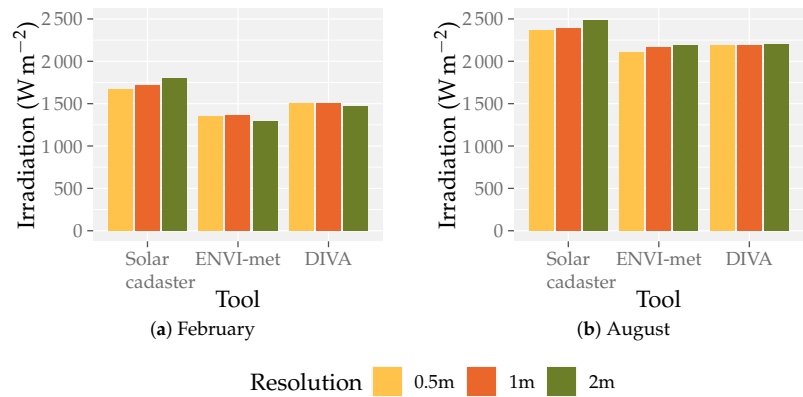 Irradiation (W m−2)
2 500
2 000
1 500
1 000
500
0
Solar cadaster
ENVI-met
DIVA
Tool
(a) February
Irradiation (W m−2)
2 500
2 000
1 500
1 000
500
0
Solar cadaster
ENVI-met
DIVA
Tool
(b) August
Resolution 0.5m 1m 2m